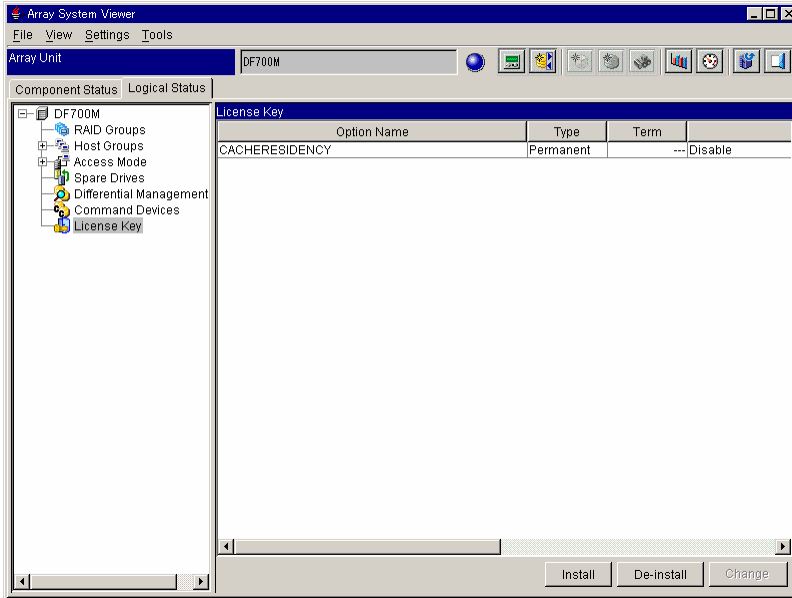 Array System Viewer
File View Settings Tools
Array Unit
DF700M
Component Status
Logical Status
DF700M
RAID Groups
Host Groups
Access Mode
Spare Drives
Differential Management
Command Devices
License Key
License Key
Option Name Type Term
CACHERESIDENCY Permanent --- Disable
Install De-install Change